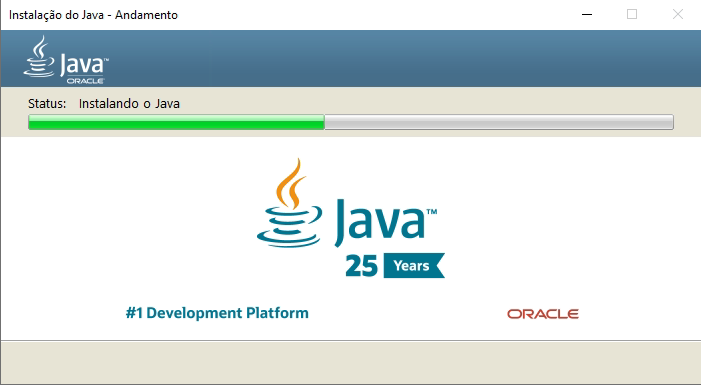 Instalação do Java - Andamento
Java™
ORACLE
Status: Instalando o Java
Java™
25 Years
#1 Development Platform
ORACLE